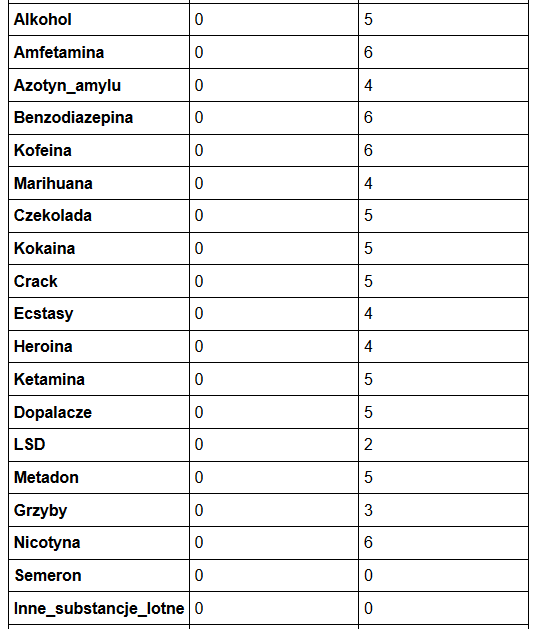 Alkohol 0 5
Amfetamina 0 6
Azotyn_amylu 0 4
Benzodiazepina 0 6
Kofeina 0 6
Marihuana 0 4
Czekolada 0 5
Kokaina 0 5
Crack 0 5
Ecstasy 0 4
Heroina 0 4
Ketamina 0 5
Dopalacze 0 5
LSD 0 2
Metadon 0 5
Grzyby 0 3
Nicotyna 0 6
Semeron 0 0
Inne_substancje_lotne 0 0